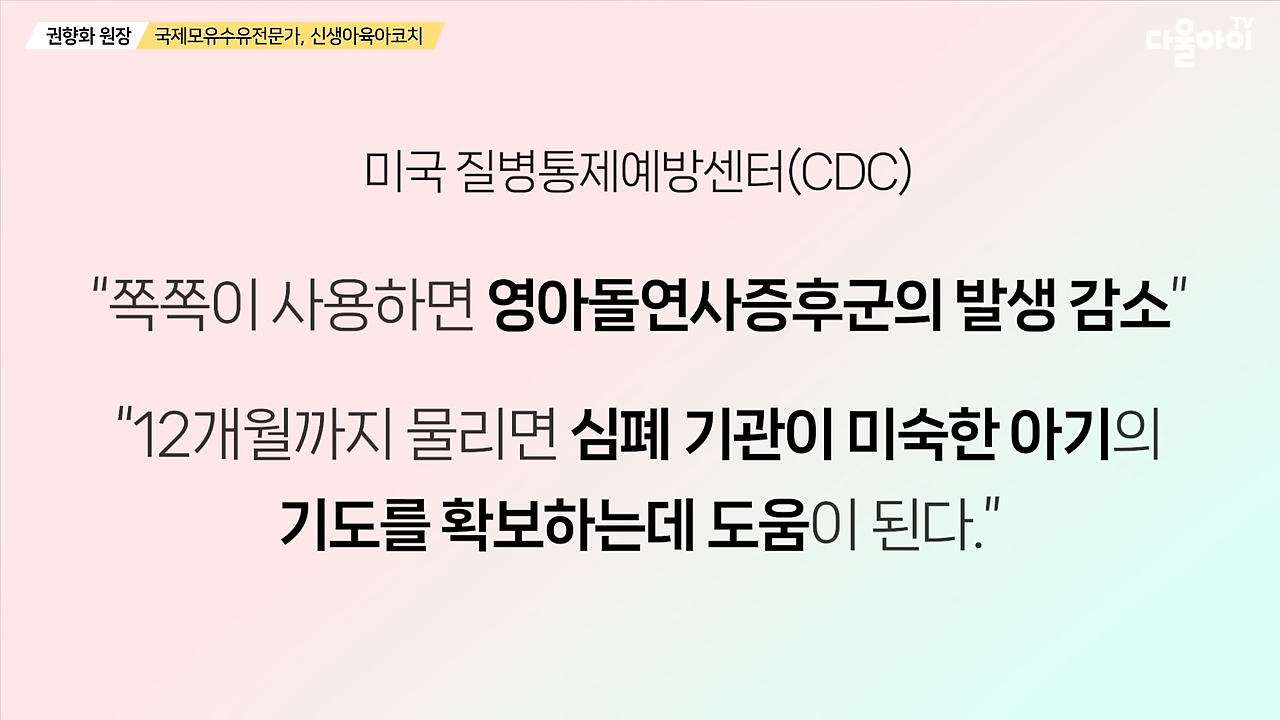 권향화 원장 국제모유수유전문가, 신생아육아코치
다울아이 TV
미국 질병통제예방센터(CDC)
"쪽쪽이 사용하면 영아돌연사증후군의 발생 감소"
"12개월까지 물리면 심폐 기관이 미숙한 아기의
기도를 확보하는데 도움이 된다."